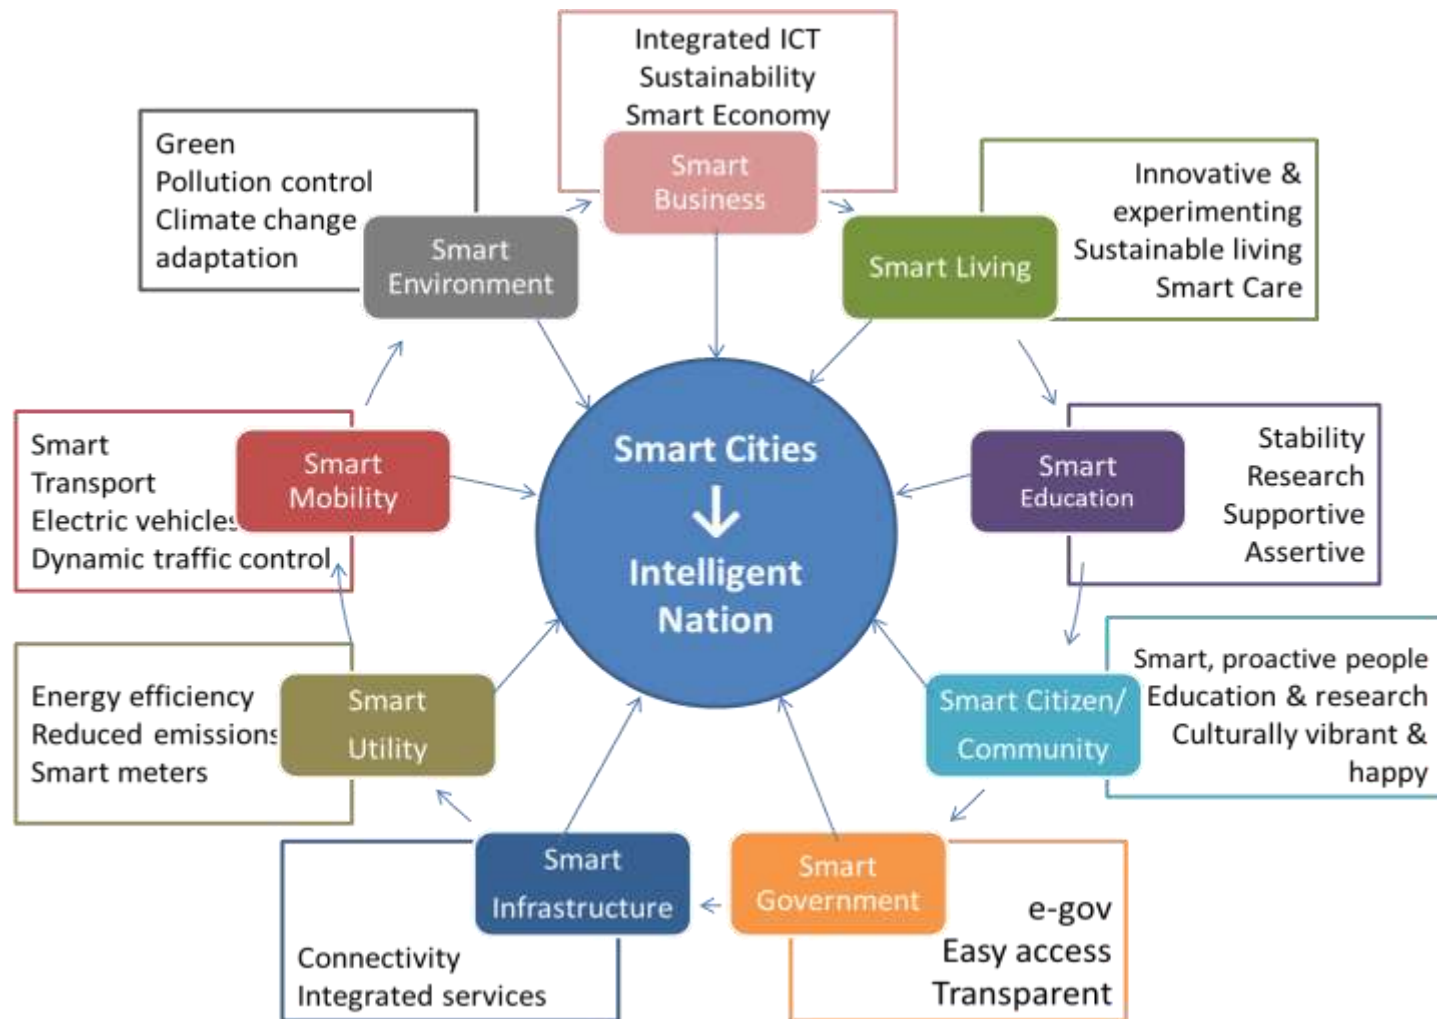 Integrated ICT
Sustainability
Smart Economy
Smart
Business
Innovative &
experimenting
Sustainable living
Smart Care
Smart Living
Stability
Research
Supportive
Assertive
Smart
Education
Smart, proactive people
Education & research
Culturally vibrant &
happy
Smart Citizen/
Community
Smart
Government
e-gov
Easy access
Transparent
Smart
Infrastructure
Connectivity
Integrated services
Smart
Utility
Energy efficiency
Reduced emissions
Smart meters
Smart
Mobility
Smart
Transport
Electric vehicles
Dynamic traffic control
Green
Pollution control
Climate change
adaptation
Smart
Environment
Smart Cities
Intelligent
Nation